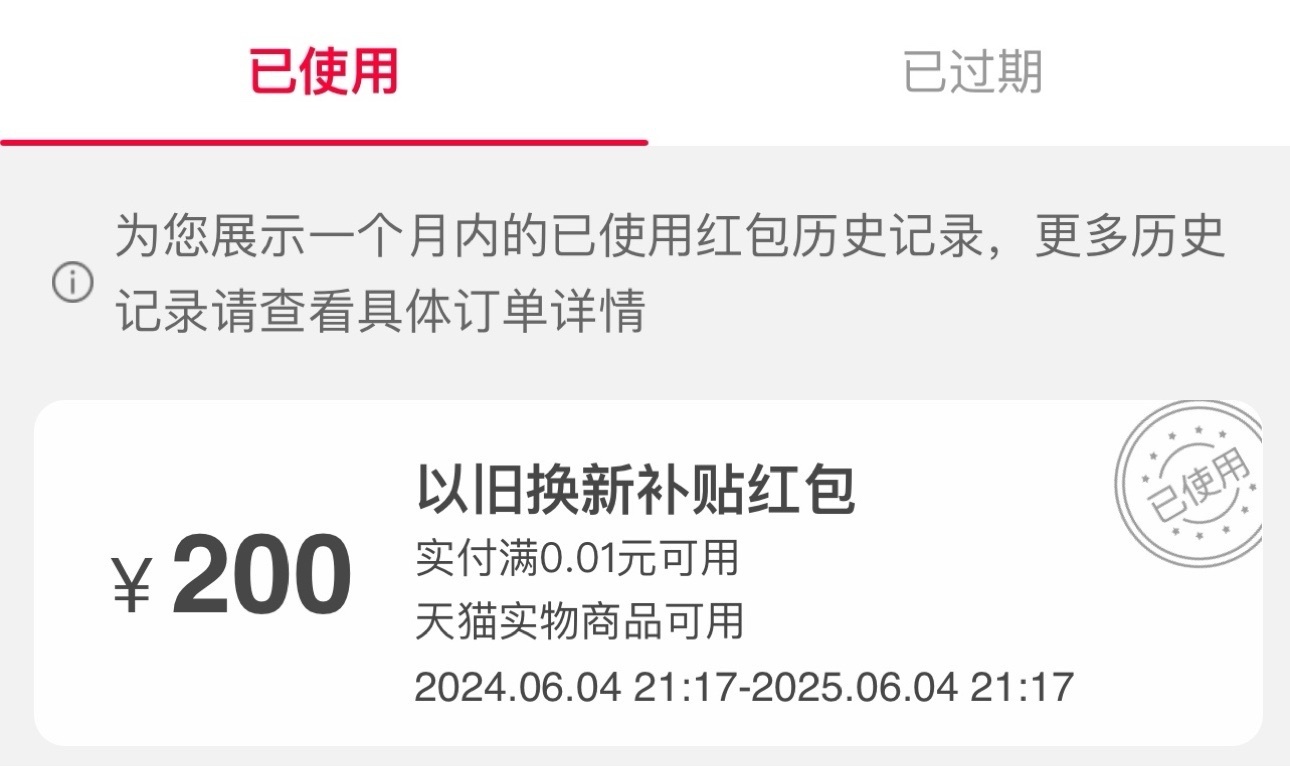 已使用
已过期
为您展示一个月内的已使用红包历史记录，更多历史
记录请查看具体订单详情
¥200
以旧换新补贴红包
实付满0.01元可用
天猫实物商品可用
2024.06.04 21:17-2025.06.04 21:17
已使用